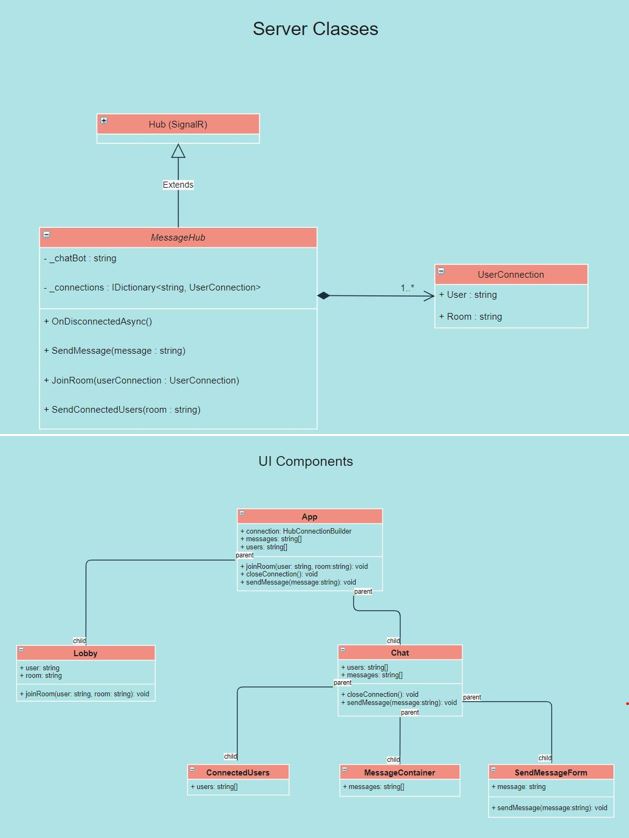 Server Classes
Hub (SignalR)
Extends
MessageHub
- _chatBot : string
- _connections : IDictionary<string, UserConnection>
+ OnDisconnectedAsync()
+ SendMessage(message : string)
+ JoinRoom(userConnection : UserConnection)
+ SendConnectedUsers(room : string)
1..*
UserConnection
+ User : string
+ Room : string
UI Components
App
+ connection: HubConnectionBuilder
+ messages: string[]
+ users: string[]
parent
+ joinRoom(user: string, room:string): void
+ closeConnection(): void
+ sendMessage(message:string): void
parent
child
Lobby
+ user: string
+ room: string
+ joinRoom(user: string, room: string): void
child
Chat
+ users: string[]
+ messages: string[]
parent
+ closeConnection(): void
+ sendMessage(message:string): void
parent
parent
child
ConnectedUsers
+ users: string[]
child
MessageContainer
+ messages: string[]
child
SendMessageForm
+ message: string
+ sendMessage(message:string): void